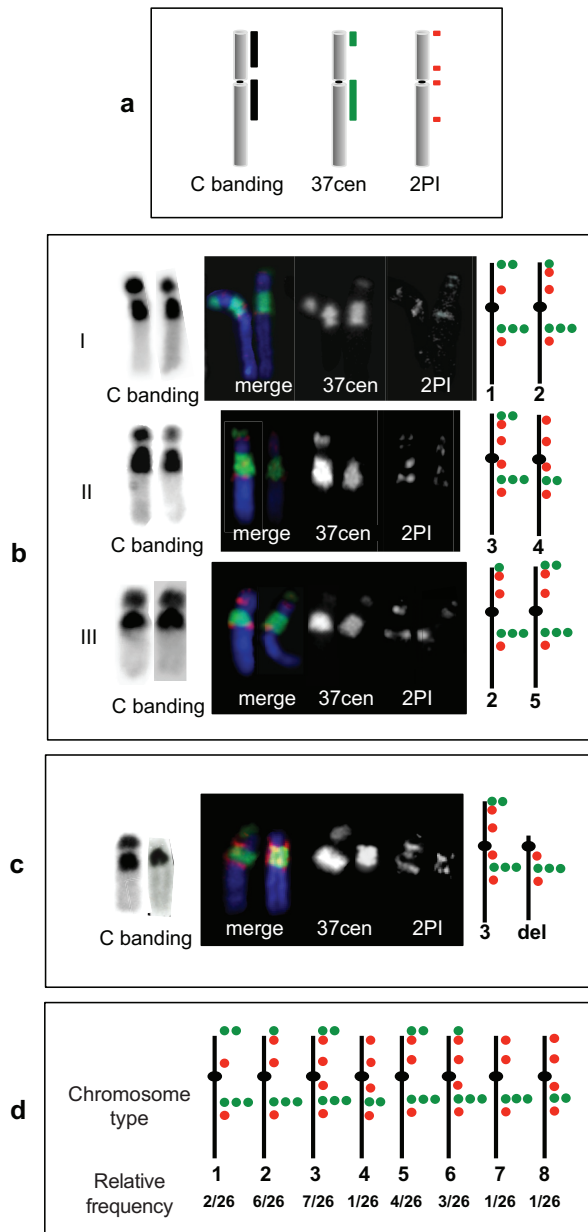 a
C banding 37cen 2PI
b
I
C banding merge 37cen 2PI 1 2
II
C banding merge 37cen 2PI 3 4
III
C banding merge 37cen 2PI 2 5
c
C banding merge 37cen 2PI 3 del
d
Chromosome type
1 2 3 4 5 6 7 8
Relative frequency
2/26 6/26 7/26 1/26 4/26 3/26 1/26 1/26